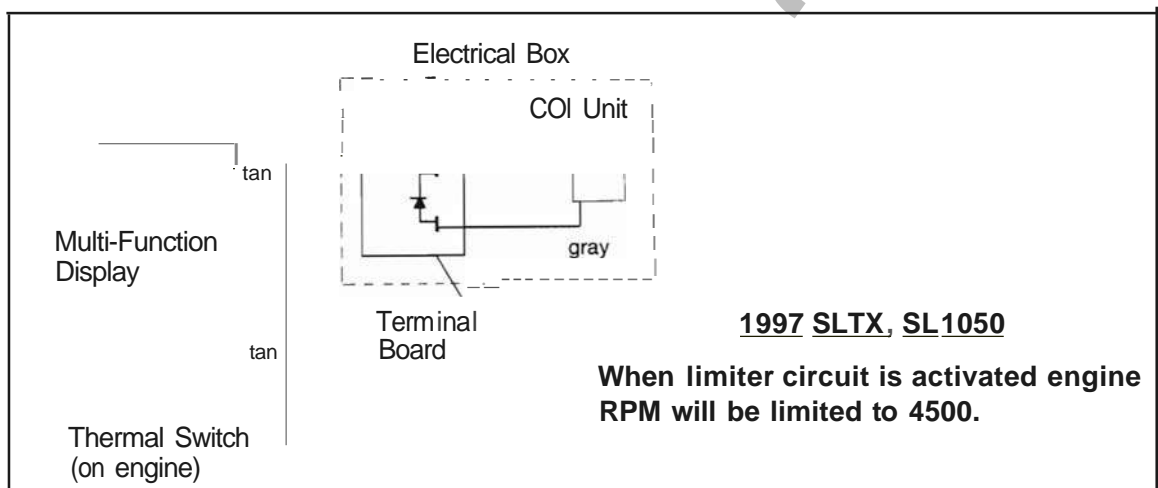 Electrical Box
COI Unit
tan
Multi-Function
Display
gray
Terminal
Board
tan
1997 SLTX, SL1050
When limiter circuit is activated engine
RPM will be limited to 4500.
Thermal Switch
(on engine)